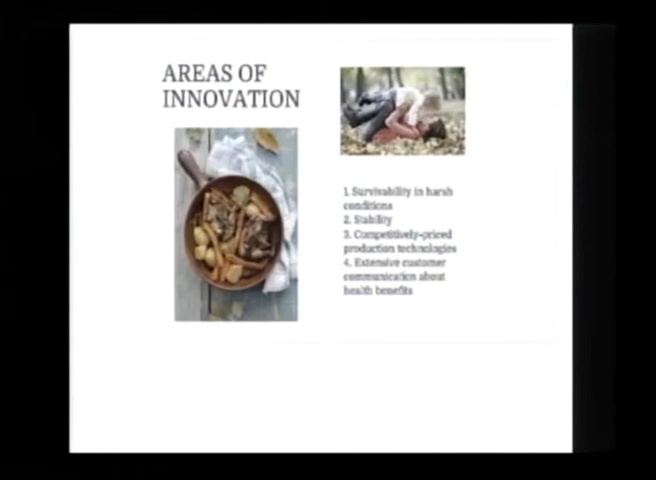 AREAS OF
INNOVATION
1. Survivability in harsh
conditions
2. Stability
3. Competitively-priced
production technologies
4. Extensive customer
communication about
health benefits